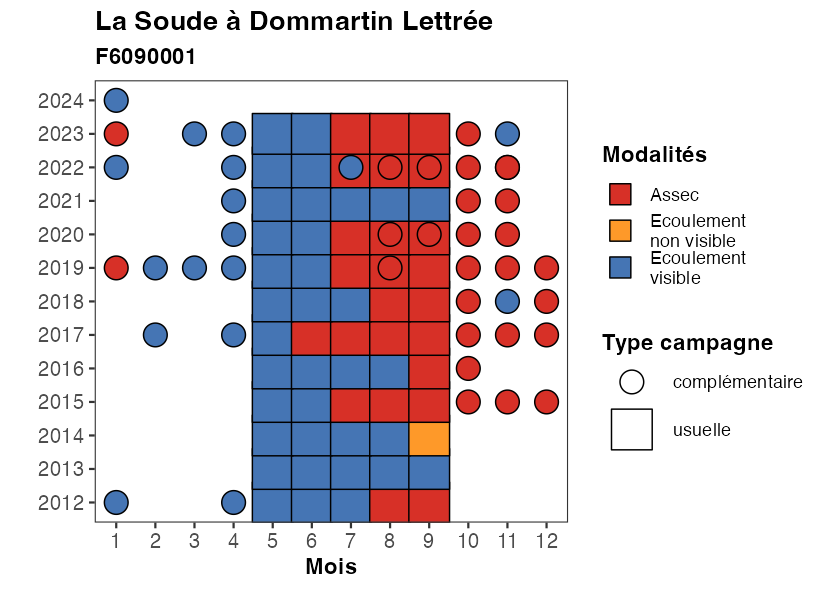 La Soude à Dommartin Lettrée
F6090001
2024
2023
2022
2021
2020
2019
2018
2017
2016
2015
2014
2013
2012
1 2 3 4 5 6 7 8 9 10 11 12
Mois
Modalités
Assec
Ecoulement
non visible
Ecoulement
visible
Type campagne
complémentaire
usuelle